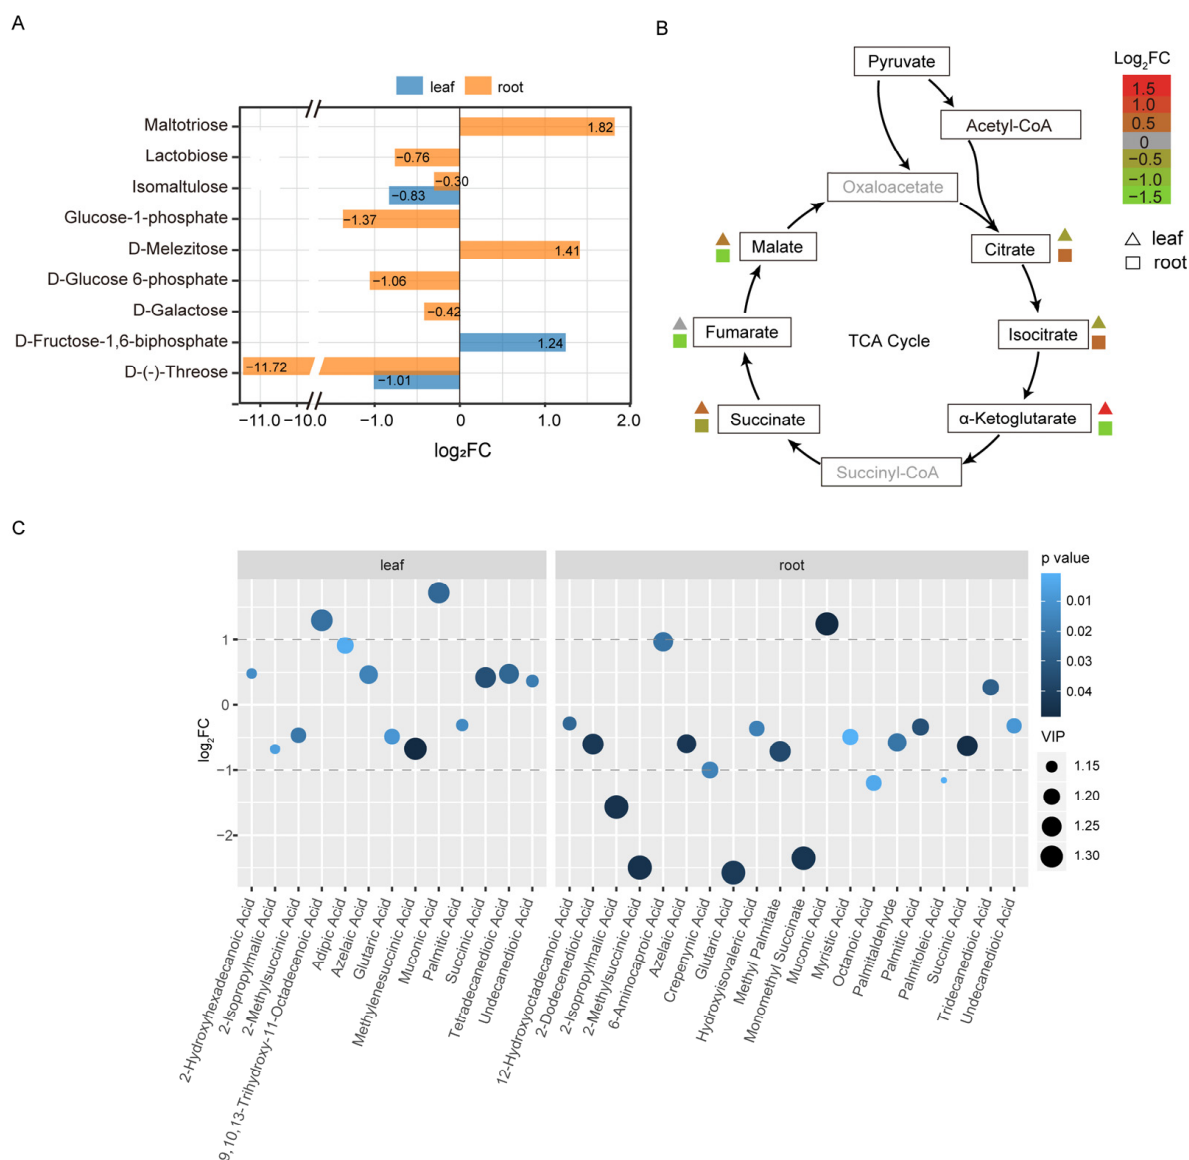 A
leaf root
Maltotriose
1.82
Lactobiose
−0.76
Isomaltulose
−0.30
−0.83
Glucose-1-phosphate
−1.37
D-Melezitose
1.41
D-Glucose 6-phosphate
−1.06
D-Galactose
−0.42
D-Fructose-1,6-biphosphate
1.24
D-(-)-Threose
−11.72
−1.01
−11.0 −10.0 −1.0 0 1.0 2.0
log₂FC
B
Pyruvate
Acetyl-CoA
Oxaloacetate
Malate
Citrate
Fumarate
TCA Cycle
Isocitrate
Succinate
α-Ketoglutarate
Succinyl-CoA
Log₂FC
1.5
1.0
0.5
0
−0.5
−1.0
−1.5
leaf
root
C
leaf
root
log₂FC
1
0
−1
−2
2-Hydroxyhexadecanoic Acid
2-Isopropylmalic Acid
2-Methylsuccinic Acid
9,10,13-Trihydroxy-11-Octadecenoic Acid
Adipic Acid
Azelaic Acid
Glutaric Acid
Methylenesuccinic Acid
Muconic Acid
Palmitic Acid
Succinic Acid
Tetradecanedioic Acid
Undecanedioic Acid
12-Hydroxyoctadecanoic Acid
2-Dodecenedioic Acid
2-Isopropylmalic Acid
2-Methylsuccinic Acid
6-Aminocaproic Acid
Azelaic Acid
Crepenynic Acid
Glutaric Acid
Hydroxyisovaleric Acid
Methyl Palmitate
Monomethyl Succinate
Muconic Acid
Myristic Acid
Octanoic Acid
Palmitaldehyde
Palmitic Acid
Palmitoleic Acid
Succinic Acid
Tridecanedioic Acid
Undecanedioic Acid
p value
0.01
0.02
0.03
0.04
VIP
1.15
1.20
1.25
1.30